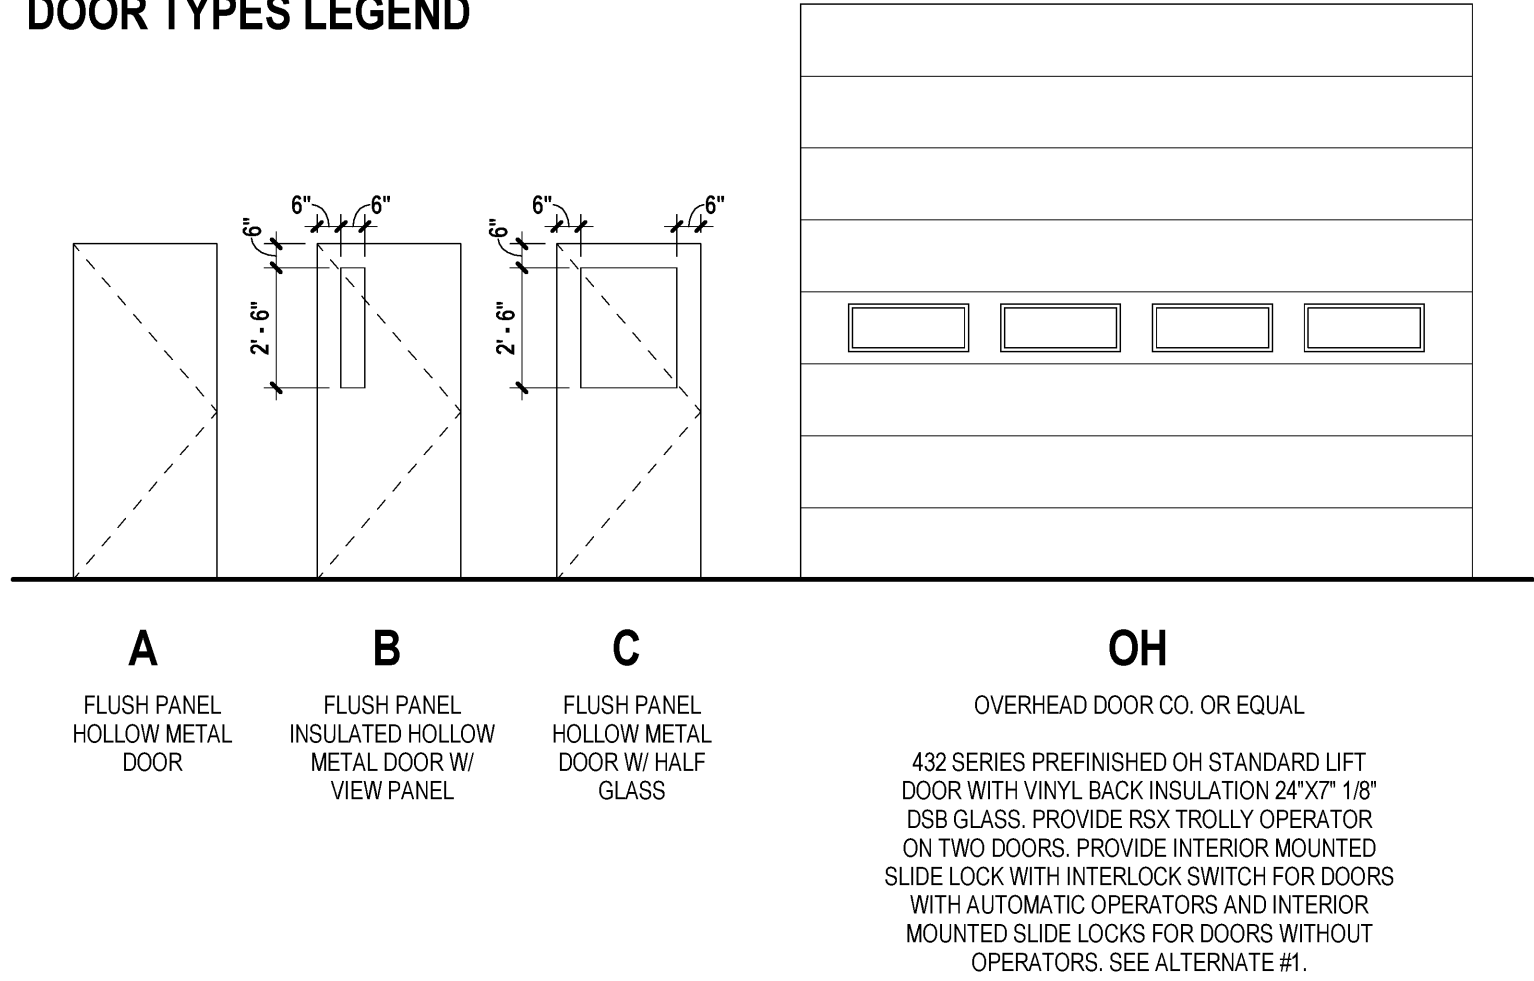 DOOR TYPES LEGEND
6" 6"
6"
2' - 6"
6" 6"
6"
2' - 6"
A
FLUSH PANEL
HOLLOW METAL
DOOR
B
FLUSH PANEL
INSULATED HOLLOW
METAL DOOR W/
VIEW PANEL
C
FLUSH PANEL
HOLLOW METAL
DOOR W/ HALF
GLASS
OH
OVERHEAD DOOR CO. OR EQUAL
432 SERIES PREFINISHED OH STANDARD LIFT
DOOR WITH VINYL BACK INSULATION 24"X7" 1/8"
DSB GLASS. PROVIDE RSX TROLLY OPERATOR
ON TWO DOORS. PROVIDE INTERIOR MOUNTED
SLIDE LOCK WITH INTERLOCK SWITCH FOR DOORS
WITH AUTOMATIC OPERATORS AND INTERIOR
MOUNTED SLIDE LOCKS FOR DOORS WITHOUT
OPERATORS. SEE ALTERNATE #1.